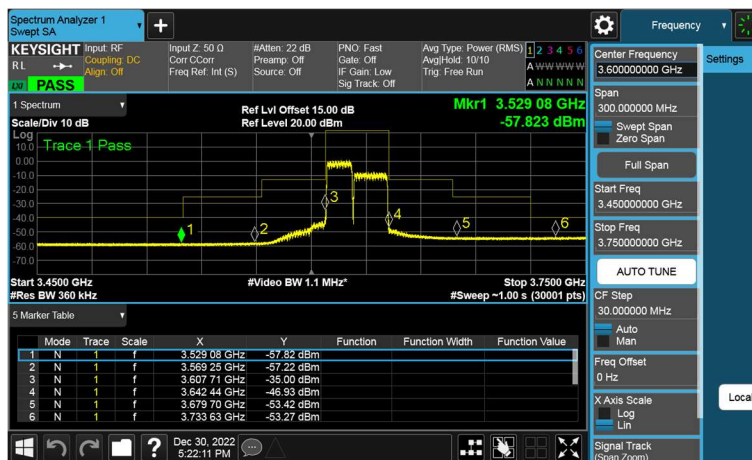 Spectrum Analyzer 1
Swept SA
Frequency
KEYSIGHT Input: RF
RL Coupling: DC
Align: Off
LXI PASS
Input Z: 50 Ω
Corr CCorr
Freq Ref: Int (S)
#Atten: 22 dB
Preamp: Off
Source: Off
PNO: Fast
Gate: Off
IF Gain: Low
Sig Track: Off
Avg Type: Power (RMS)
Avg|Hold: 10/10
Trig: Free Run
1 2 3 4 5 6
A W W W W W
A N N N N N
1 Spectrum
Scale/Div 10 dB
Ref Lvl Offset 15.00 dB
Ref Level 20.00 dBm
Mkr1 3.529 08 GHz
-57.823 dBm
Log
Trace 1 Pass
10.0
0.00
-10.0
-20.0
-30.0
-40.0
-50.0
-60.0
-70.0
1
2
3
4
5
6
Start 3.4500 GHz
#Video BW 1.1 MHz*
Stop 3.7500 GHz
#Res BW 360 kHz
#Sweep ~1.00 s (30001 pts)
5 Marker Table
Mode Trace Scale X Y Function Function Width Function Value
1 N 1 f 3.529 08 GHz -57.82 dBm
2 N 1 f 3.569 25 GHz -57.22 dBm
3 N 1 f 3.607 71 GHz -35.00 dBm
4 N 1 f 3.642 44 GHz -46.93 dBm
5 N 1 f 3.679 70 GHz -53.42 dBm
6 N 1 f 3.733 63 GHz -53.27 dBm
?
Dec 30, 2022
5:22:11 PM
Center Frequency
3.600000000 GHz
Settings
Span
300.000000 MHz
Swept Span
Zero Span
Full Span
Start Freq
3.450000000 GHz
Stop Freq
3.750000000 GHz
AUTO TUNE
CF Step
30.000000 MHz
Auto
Man
Freq Offset
0 Hz
X Axis Scale
Log
Lin
Local
Signal Track
(Span Zoom)